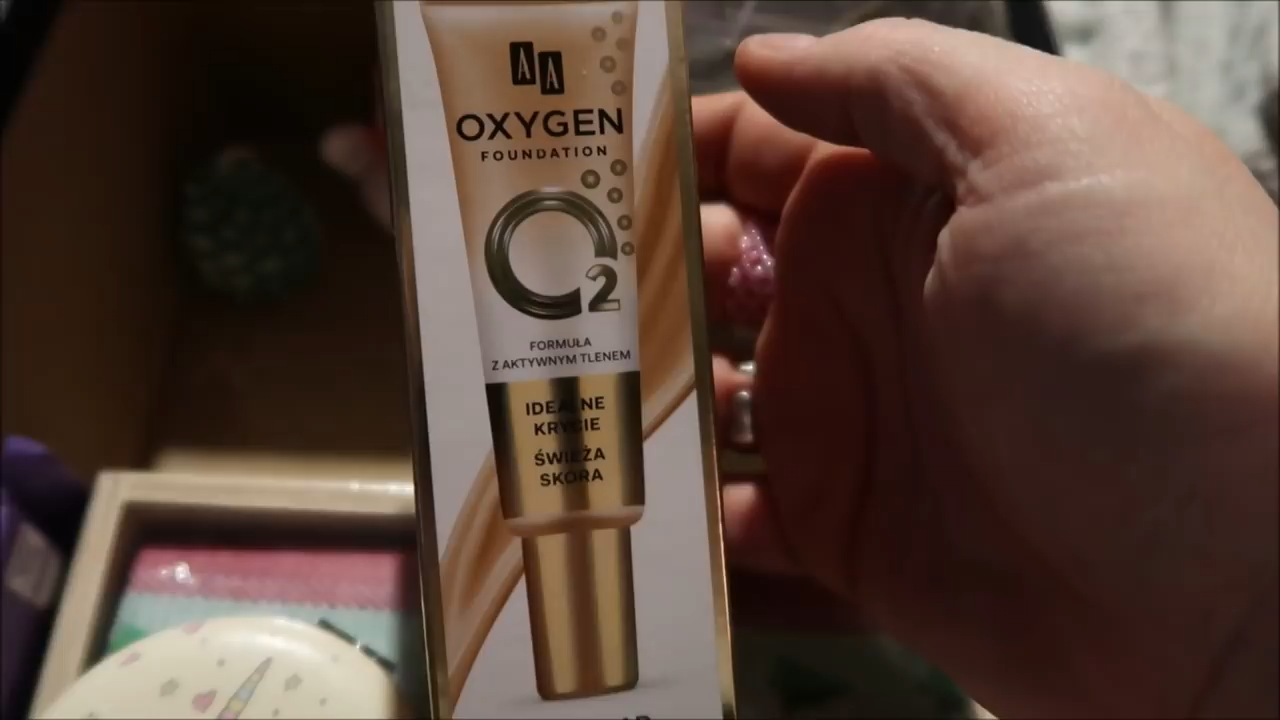 AA
OXYGEN
FOUNDATION
O2
FORMUŁA
Z AKTYWNYM TLENEM
IDEALNE
KRYCIE
ŚWIEŻA
SKÓRA